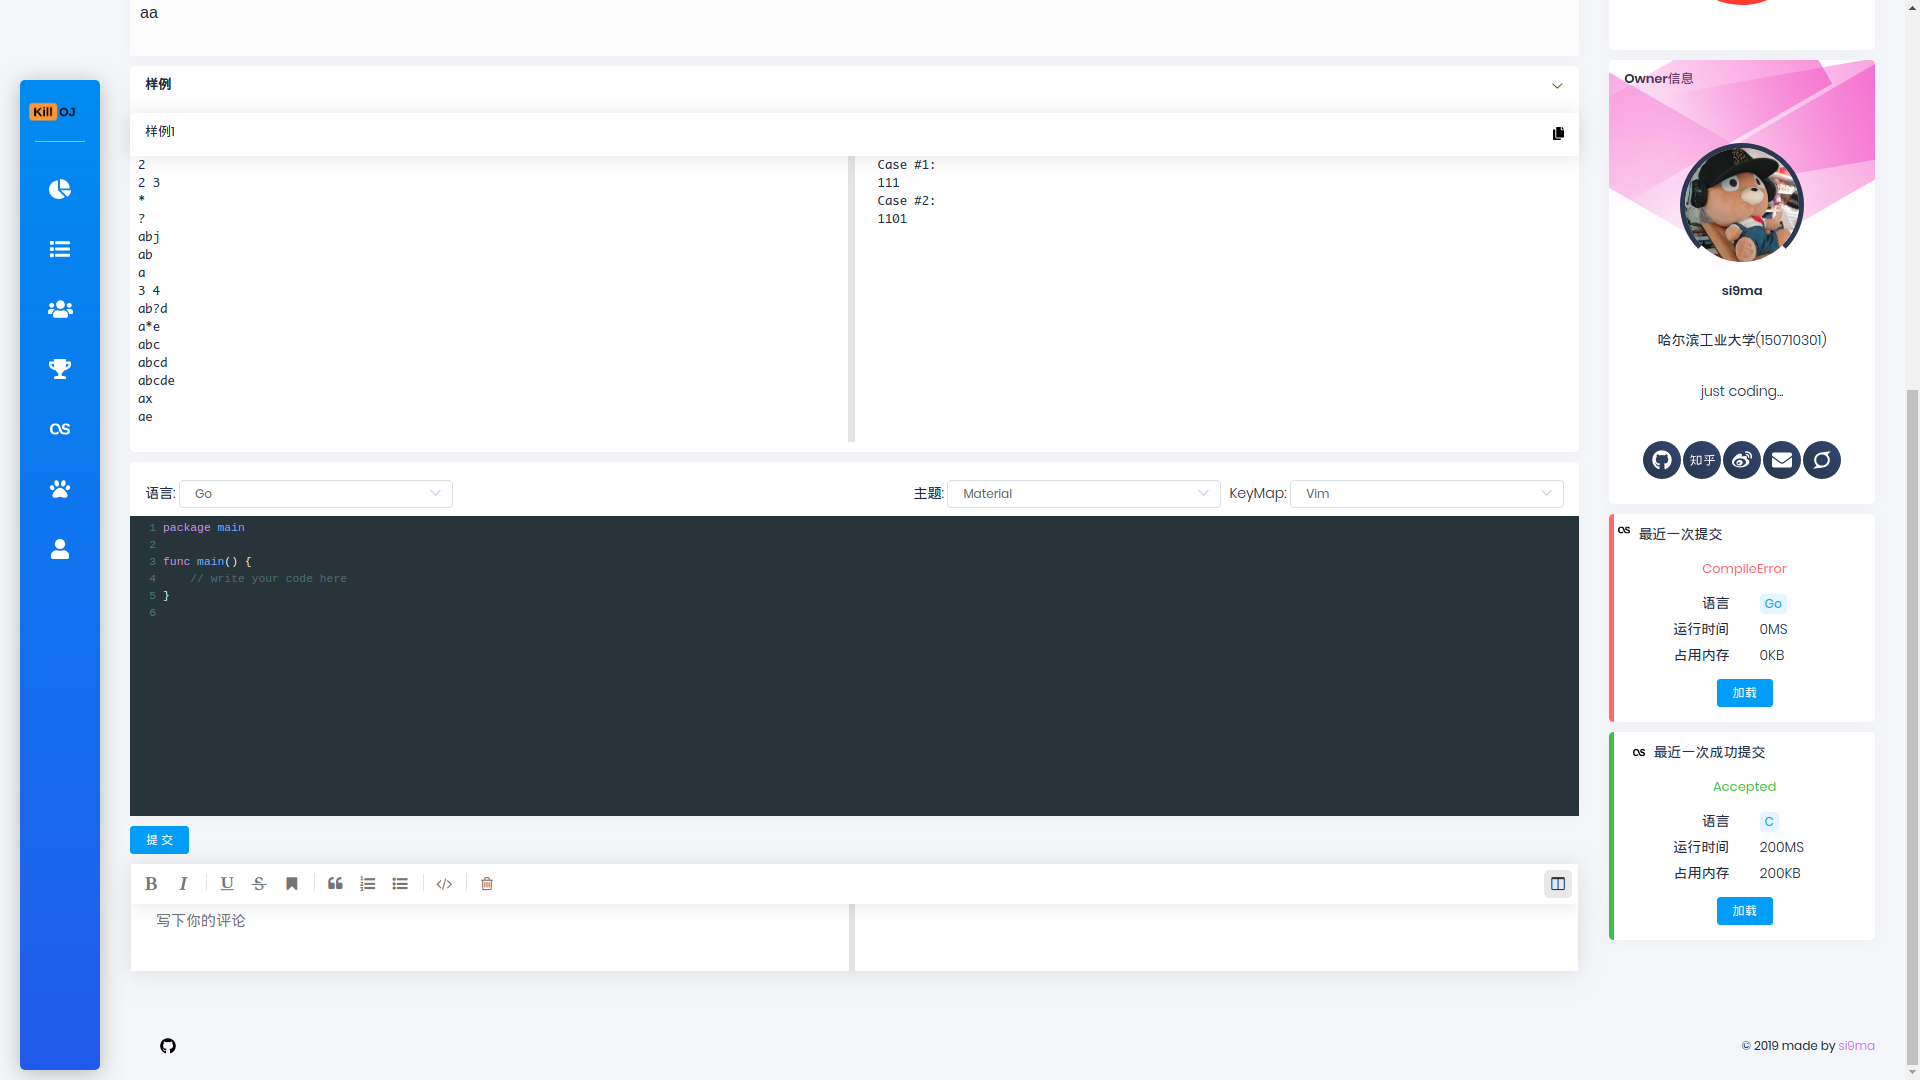 aa
Kill OJ
样例
样例1
2
2 3
*
?
abj
ab
a
3 4
ab?d
a*e
abc
abcd
abcde
ax
ae
Case #1:
111
Case #2:
1101
语言: Go
主题: Material
KeyMap: Vim
1 package main
2
3 func main() {
4 // write your code here
5 }
6
提 交
B I U S </>
写下你的评论
Owner信息
si9ma
哈尔滨工业大学(150710301)
just coding...
知乎
最近一次提交
CompileError
语言 Go
运行时间 0MS
占用内存 0KB
加载
最近一次成功提交
Accepted
语言 C
运行时间 200MS
占用内存 200KB
加载
© 2019 made by si9ma